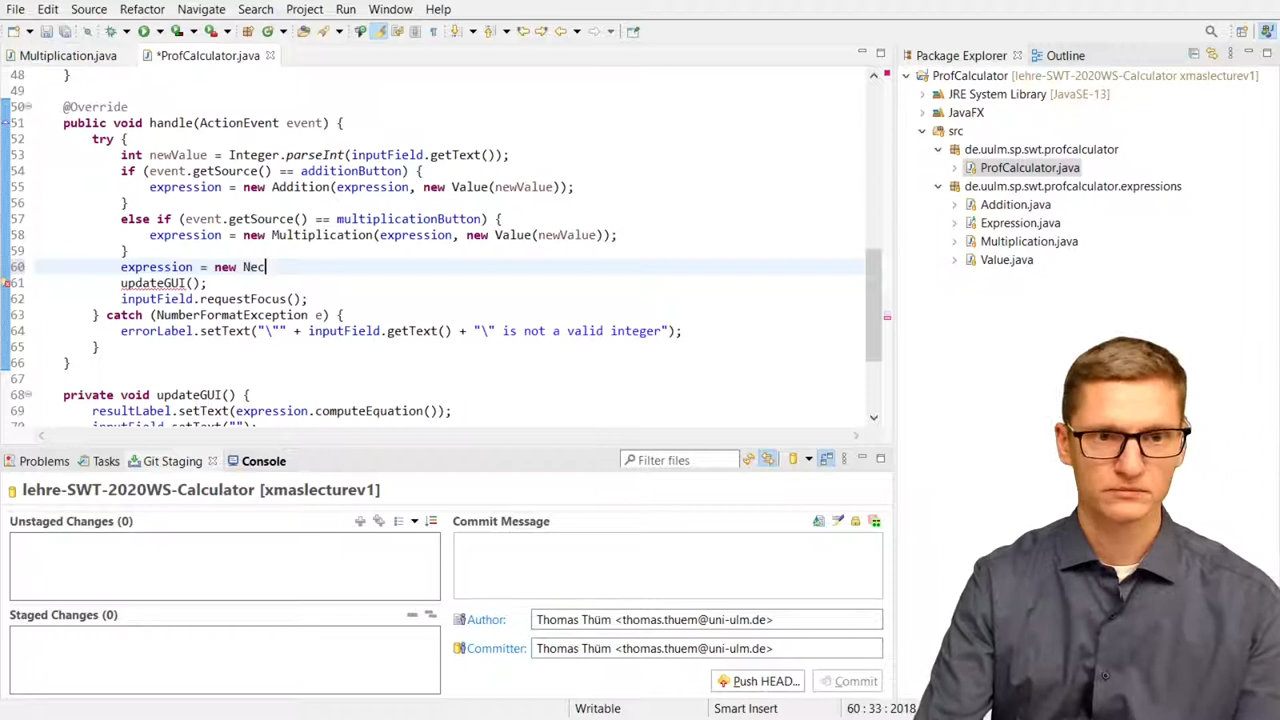 File Edit Source Refactor Navigate Search Project Run Window Help
Multiplication.java
*ProfCalculator.java
Package Explorer
Outline
48 }
49
50 @Override
51 public void handle(ActionEvent event) {
52 try {
53 int newValue = Integer.parseInt(inputField.getText());
54 if (event.getSource() == additionButton) {
55 expression = new Addition(expression, new Value(newValue));
56 }
57 else if (event.getSource() == multiplicationButton) {
58 expression = new Multiplication(expression, new Value(newValue));
59 }
60 expression = new Nec
61 updateGUI();
62 inputField.requestFocus();
63 } catch (NumberFormatException e) {
64 errorLabel.setText("\"" + inputField.getText() + "\" is not a valid integer");
65 }
66 }
67
68 private void updateGUI() {
69 resultLabel.setText(expression.computeEquation());
70 inputField.setText("");
ProfCalculator [lehre-SWT-2020WS-Calculator xmaslecturev1]
JRE System Library [JavaSE-13]
JavaFX
src
de.uulm.sp.swt.profcalculator
ProfCalculator.java
de.uulm.sp.swt.profcalculator.expressions
Addition.java
Expression.java
Multiplication.java
Value.java
Problems
Tasks
Git Staging
Console
Filter files
lehre-SWT-2020WS-Calculator [xmaslecturev1]
Unstaged Changes (0)
Commit Message
Staged Changes (0)
Author: Thomas Thüm <thomas.thuem@uni-ulm.de>
Committer: Thomas Thüm <thomas.thuem@uni-ulm.de>
Push HEAD...
Commit
Writable
Smart Insert
60 : 33 : 2018